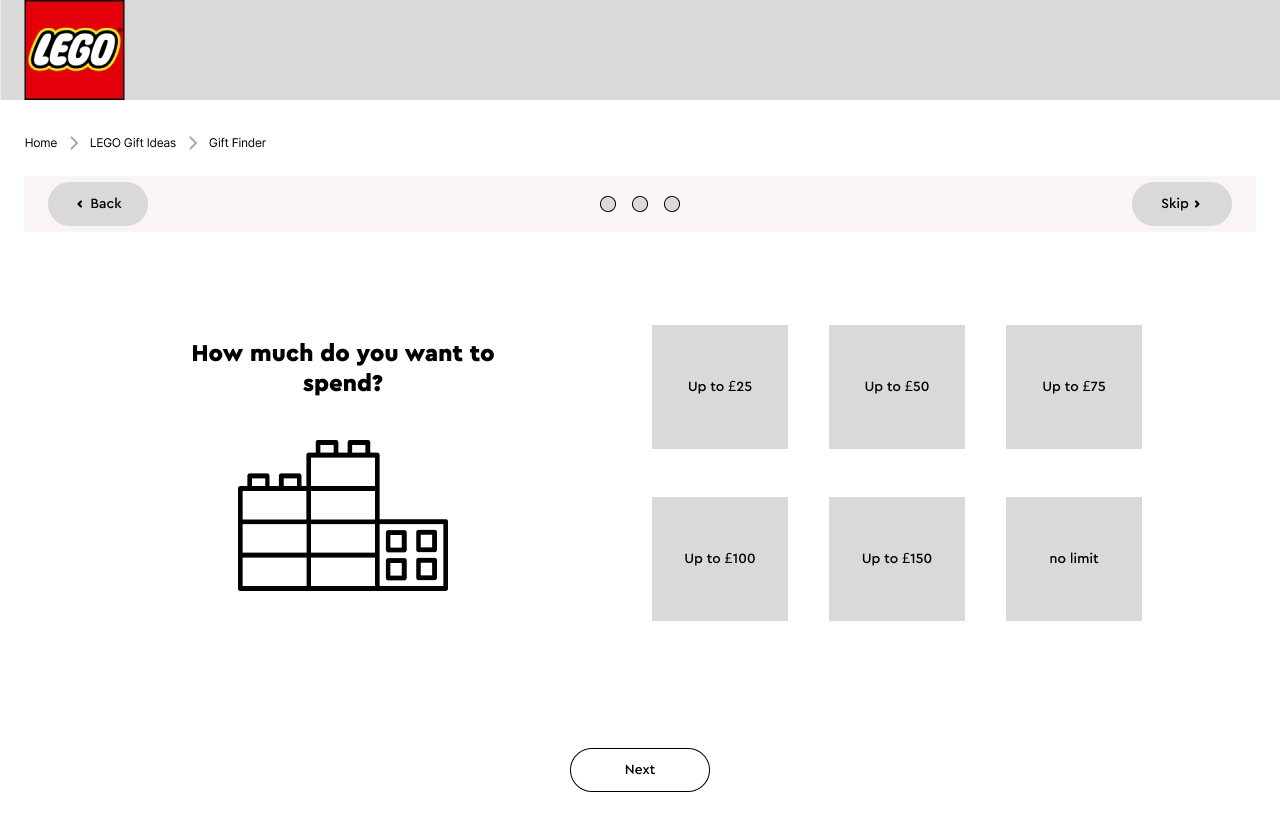 LEGO
Home
LEGO Gift Ideas
Gift Finder
Back
Skip
How much do you want to
spend?
Up to £25
Up to £50
Up to £75
Up to £100
Up to £150
no limit
Next